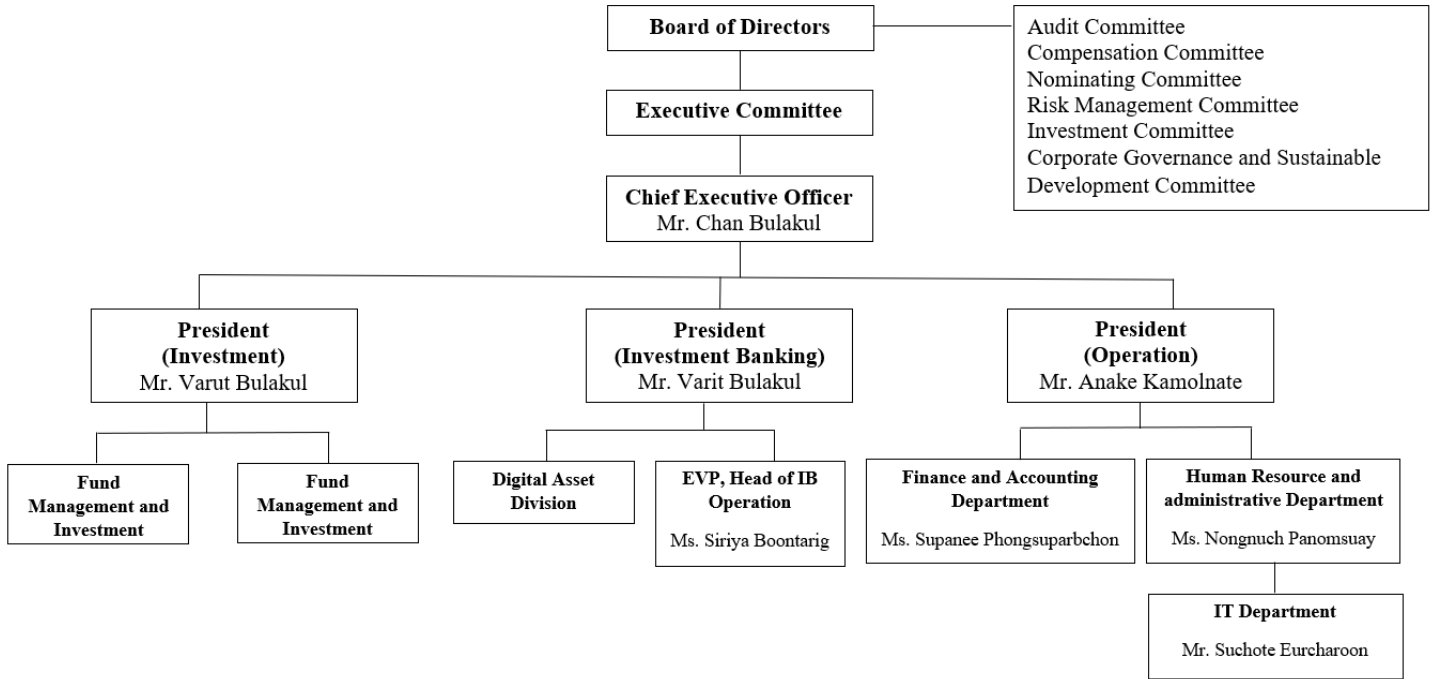 Board of Directors
Audit Committee
Compensation Committee
Nominating Committee
Risk Management Committee
Investment Committee
Corporate Governance and Sustainable
Development Committee
Executive Committee
Chief Executive Officer
Mr. Chan Bulakul
President
(Investment)
Mr. Varut Bulakul
President
(Investment Banking)
Mr. Varit Bulakul
President
(Operation)
Mr. Anake Kamolnate
Fund
Management and
Investment
Fund
Management and
Investment
Digital Asset
Division
EVP, Head of IB
Operation
Ms. Siriya Boontarig
Finance and Accounting
Department
Ms. Supanee Phongsuparbchon
Human Resource and
administrative Department
Ms. Nongnuch Panomsuay
IT Department
Mr. Suchote Eurcharoon